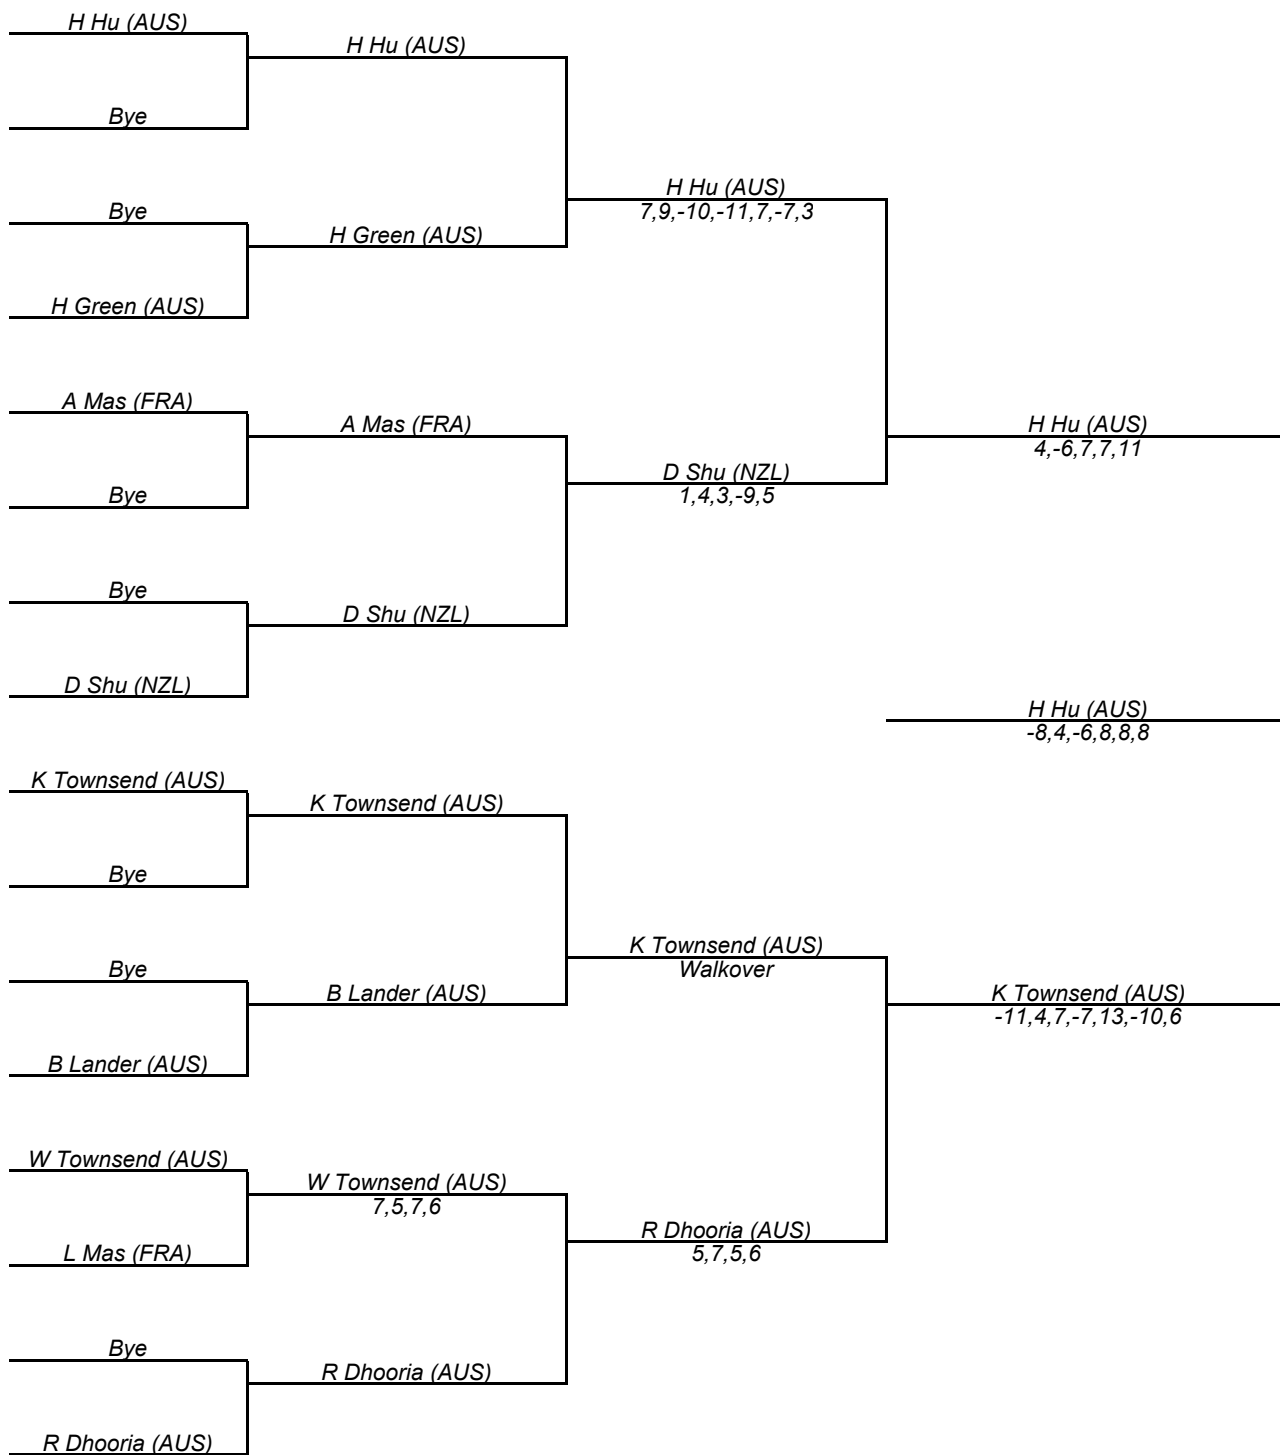 H Hu (AUS)
H Hu (AUS)
Bye
H Hu (AUS)
7,9,-10,-11,7,-7,3
Bye
H Green (AUS)
H Green (AUS)
A Mas (FRA)
A Mas (FRA)
H Hu (AUS)
4,-6,7,7,11
D Shu (NZL)
1,4,3,-9,5
Bye
Bye
D Shu (NZL)
D Shu (NZL)
H Hu (AUS)
-8,4,-6,8,8,8
K Townsend (AUS)
K Townsend (AUS)
Bye
K Townsend (AUS)
Walkover
Bye
B Lander (AUS)
K Townsend (AUS)
-11,4,7,-7,13,-10,6
B Lander (AUS)
W Townsend (AUS)
W Townsend (AUS)
7,5,7,6
R Dhooria (AUS)
5,7,5,6
L Mas (FRA)
Bye
R Dhooria (AUS)
R Dhooria (AUS)